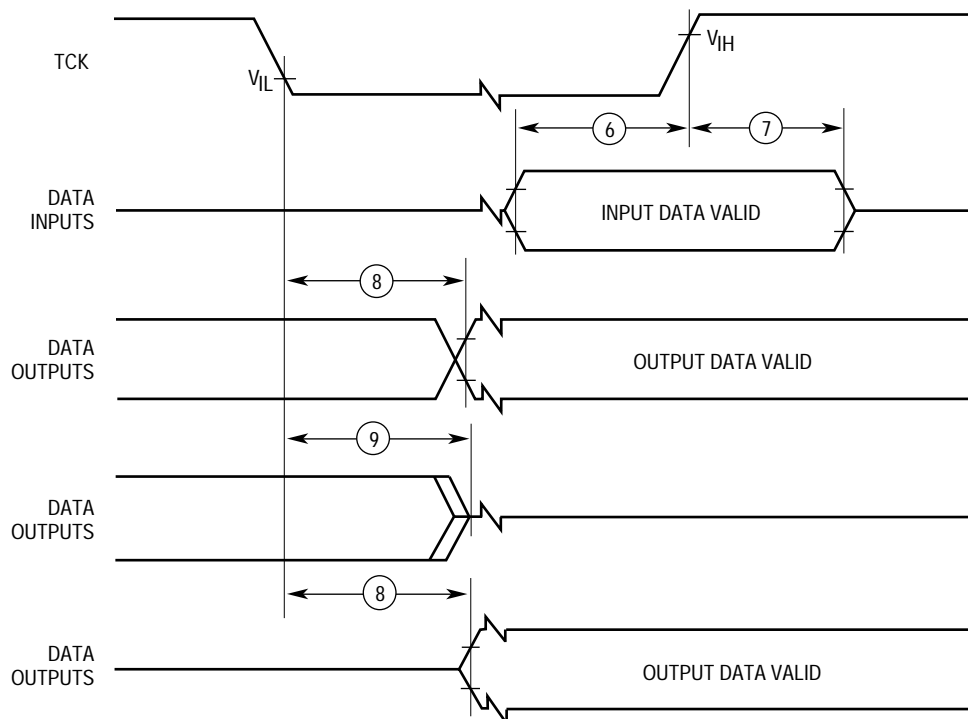 TCK
VIL
VIH
6
7
DATA
INPUTS
INPUT DATA VALID
8
DATA
OUTPUTS
OUTPUT DATA VALID
9
DATA
OUTPUTS
8
DATA
OUTPUTS
OUTPUT DATA VALID